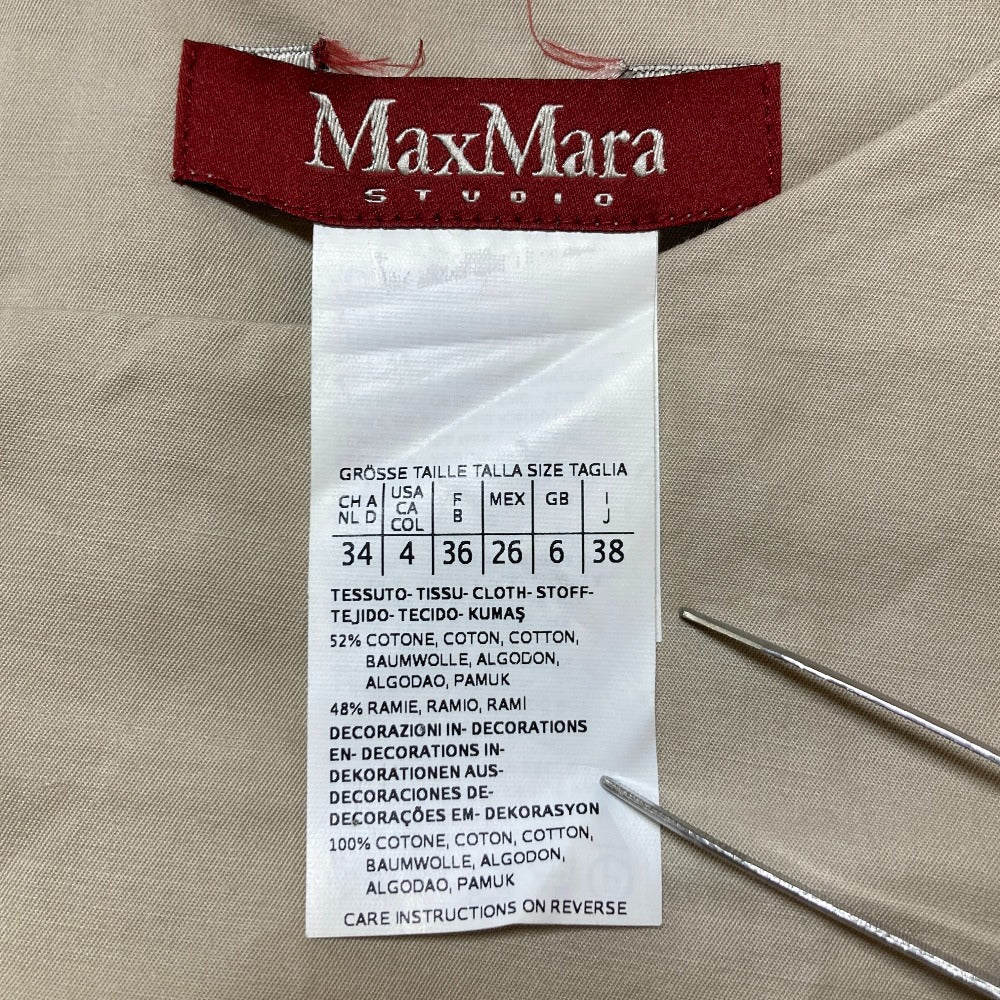 MaxMara
STUDIO
GRÖSSE TAILLE TALLA SIZE TAGLIA
CH A NL D USA CA COL F B MEX GB I J
34 4 36 26 6 38
TESSUTO- TISSU- CLOTH- STOFF-
TEJIDO- TECIDO- KUMAŞ
52% COTONE, COTON, COTTON,
BAUMWOLLE, ALGODON,
ALGODAO, PAMUK
48% RAMIE, RAMIO, RAMİ
DECORAZIONI IN- DECORATIONS
EN- DECORATIONS IN-
DEKORATIONEN AUS-
DECORACIONES DE-
DECORAÇÕES EM- DEKORASYON
100% COTONE, COTON, COTTON,
BAUMWOLLE, ALGODON,
ALGODAO, PAMUK
CARE INSTRUCTIONS ON REVERSE